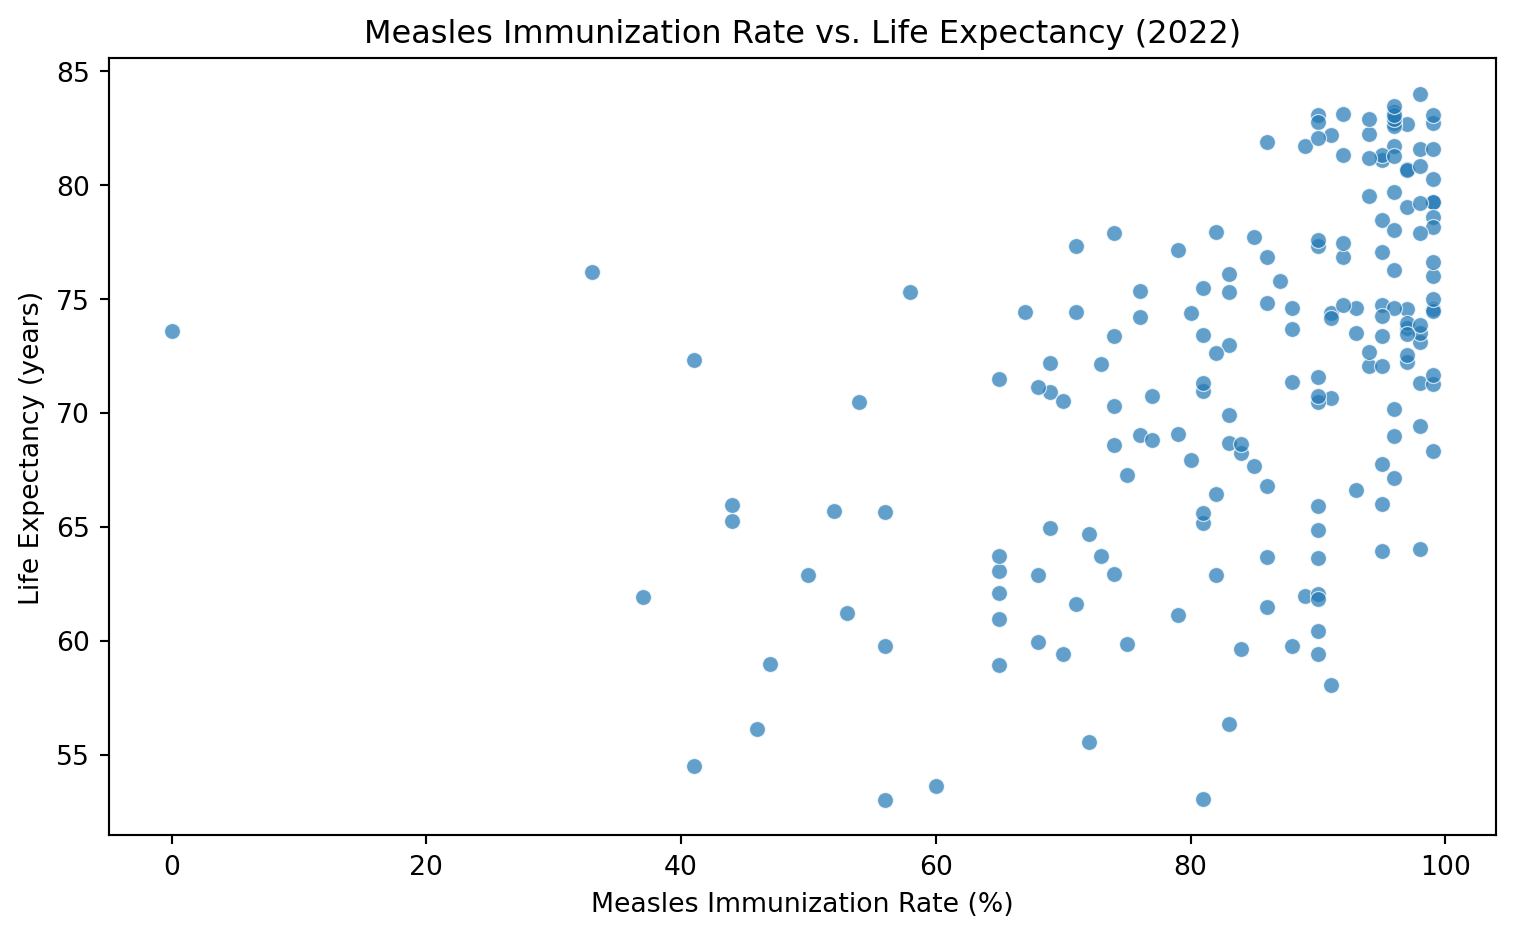 Measles Immunization Rate vs. Life Expectancy (2022)
85
80
75
70
65
60
55
Life Expectancy (years)
0 20 40 60 80 100
Measles Immunization Rate (%)